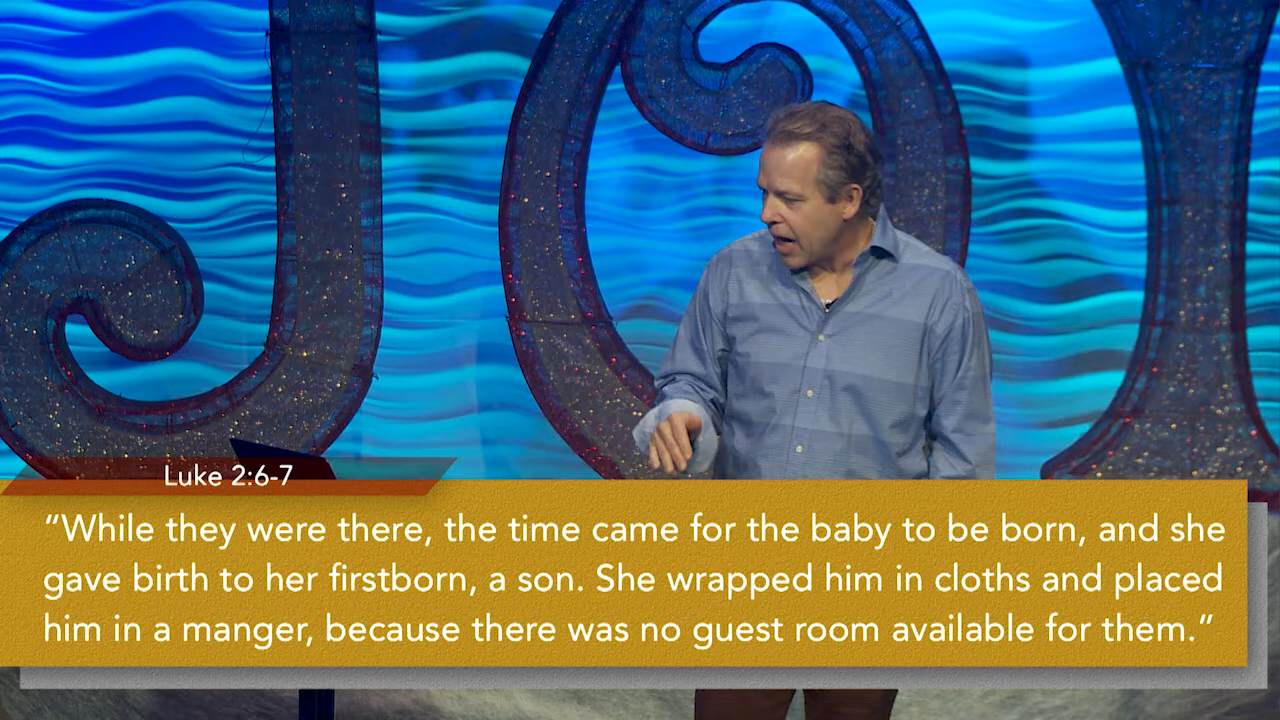 JOY
Luke 2:6-7
“While they were there, the time came for the baby to be born, and she
gave birth to her firstborn, a son. She wrapped him in cloths and placed
him in a manger, because there was no guest room available for them.”